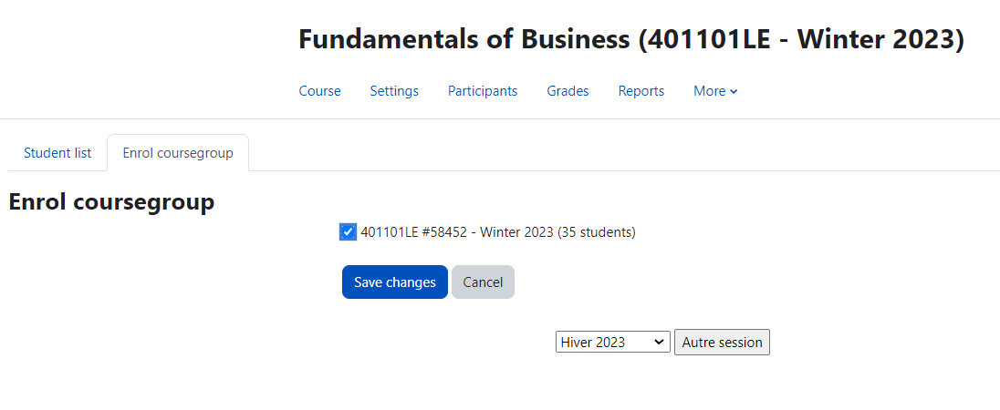 Fundamentals of Business (401101LE - Winter 2023)
Course Settings Participants Grades Reports More
Student list Enrol coursegroup
Enrol coursegroup
401101LE #58452 - Winter 2023 (35 students)
Save changes Cancel
Hiver 2023 Autre session